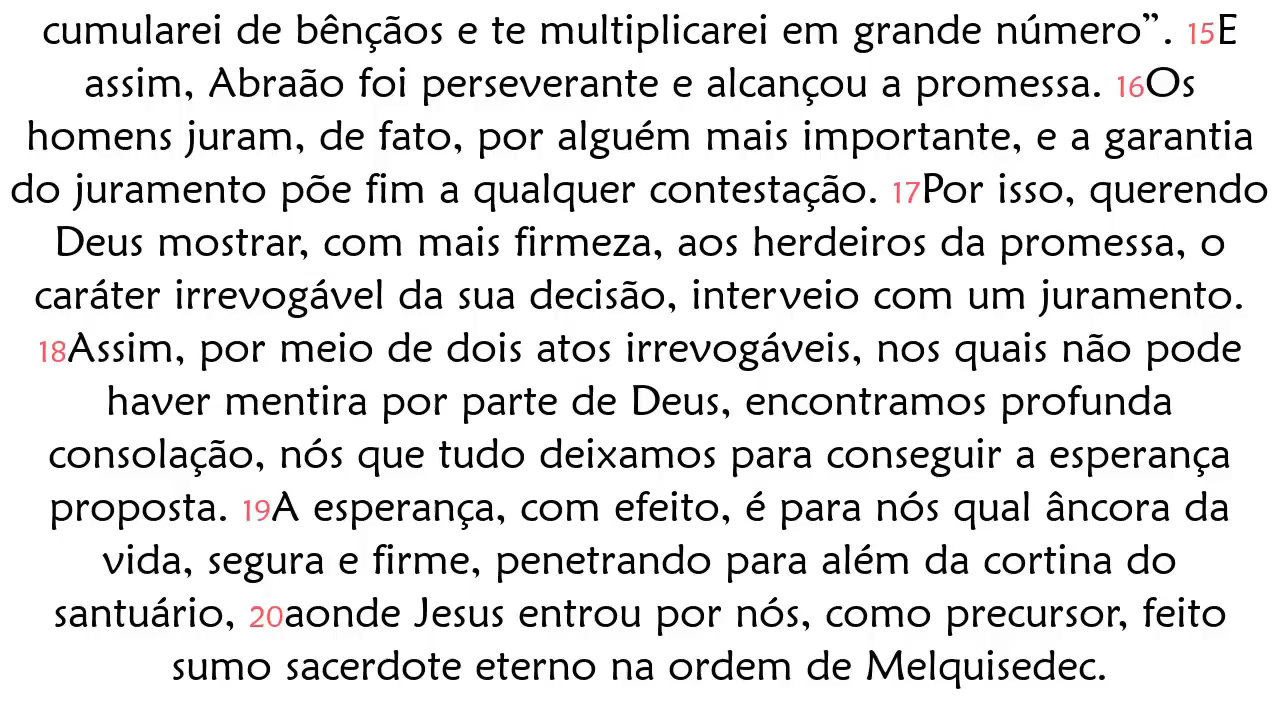 cumularei de bênçãos e te multiplicarei em grande número”. 15E
assim, Abraão foi perseverante e alcançou a promessa. 16Os
homens juram, de fato, por alguém mais importante, e a garantia
do juramento põe fim a qualquer contestação. 17Por isso, querendo
Deus mostrar, com mais firmeza, aos herdeiros da promessa, o
caráter irrevogável da sua decisão, interveio com um juramento.
18Assim, por meio de dois atos irrevogáveis, nos quais não pode
haver mentira por parte de Deus, encontramos profunda
consolação, nós que tudo deixamos para conseguir a esperança
proposta. 19A esperança, com efeito, é para nós qual âncora da
vida, segura e firme, penetrando para além da cortina do
santuário, 20aonde Jesus entrou por nós, como precursor, feito
sumo sacerdote eterno na ordem de Melquisedec.